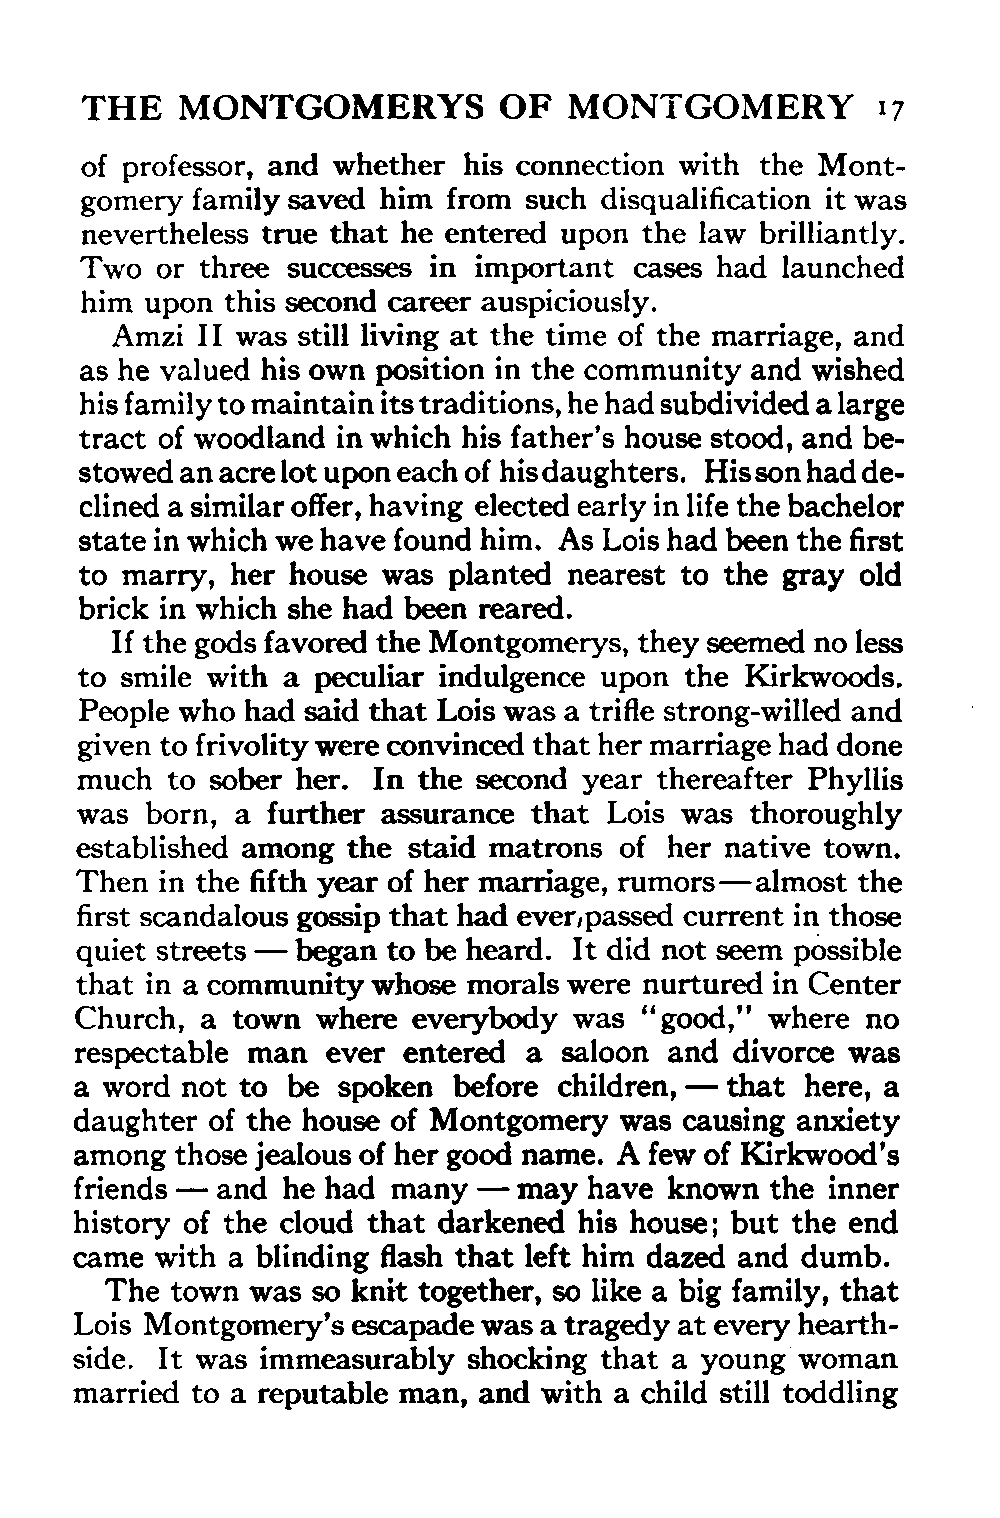 THE MONTGOMERYS OF MONTGOMERY 17
of professor, and whether his connection with the Mont-
gomery family saved him from such disqualification it was
nevertheless true that he entered upon the law brilliantly.
Two or three successes in important cases had launched
him upon this second career auspiciously.
Amzi II was still living at the time of the marriage, and
as he valued his own position in the community and wished
his family to maintain its traditions, he had subdivided a large
tract of woodland in which his father's house stood, and be-
stowed an acre lot upon each of his daughters. His son had de-
clined a similar offer, having elected early in life the bachelor
state in which we have found him. As Lois had been the first
to marry, her house was planted nearest to the gray old
brick in which she had been reared.
If the gods favored the Montgomerys, they seemed no less
to smile with a peculiar indulgence upon the Kirkwoods.
People who had said that Lois was a trifle strong-willed and
given to frivolity were convinced that her marriage had done
much to sober her. In the second year thereafter Phyllis
was born, a further assurance that Lois was thoroughly
established among the staid matrons of her native town.
Then in the fifth year of her marriage, rumors—almost the
first scandalous gossip that had ever passed current in those
quiet streets — began to be heard. It did not seem possible
that in a community whose morals were nurtured in Center
Church, a town where everybody was "good," where no
respectable man ever entered a saloon and divorce was
a word not to be spoken before children, — that here, a
daughter of the house of Montgomery was causing anxiety
among those jealous of her good name. A few of Kirkwood's
friends — and he had many — may have known the inner
history of the cloud that darkened his house; but the end
came with a blinding flash that left him dazed and dumb.
The town was so knit together, so like a big family, that
Lois Montgomery's escapade was a tragedy at every hearth-
side. It was immeasurably shocking that a young woman
married to a reputable man, and with a child still toddling